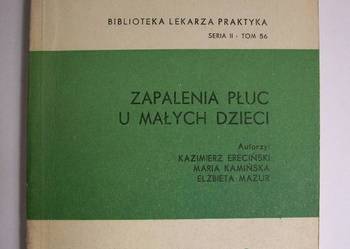 BIBLIOTEKA LEKARZA PRAKTYKA
SERIA II · TOM 56
ZAPALENIA PŁUC
U MAŁYCH DZIECI
Autorzy:
KAZIMIERZ ERECIŃSKI
MARIA KAMIŃSKA
ELŻBIETA MAZUR